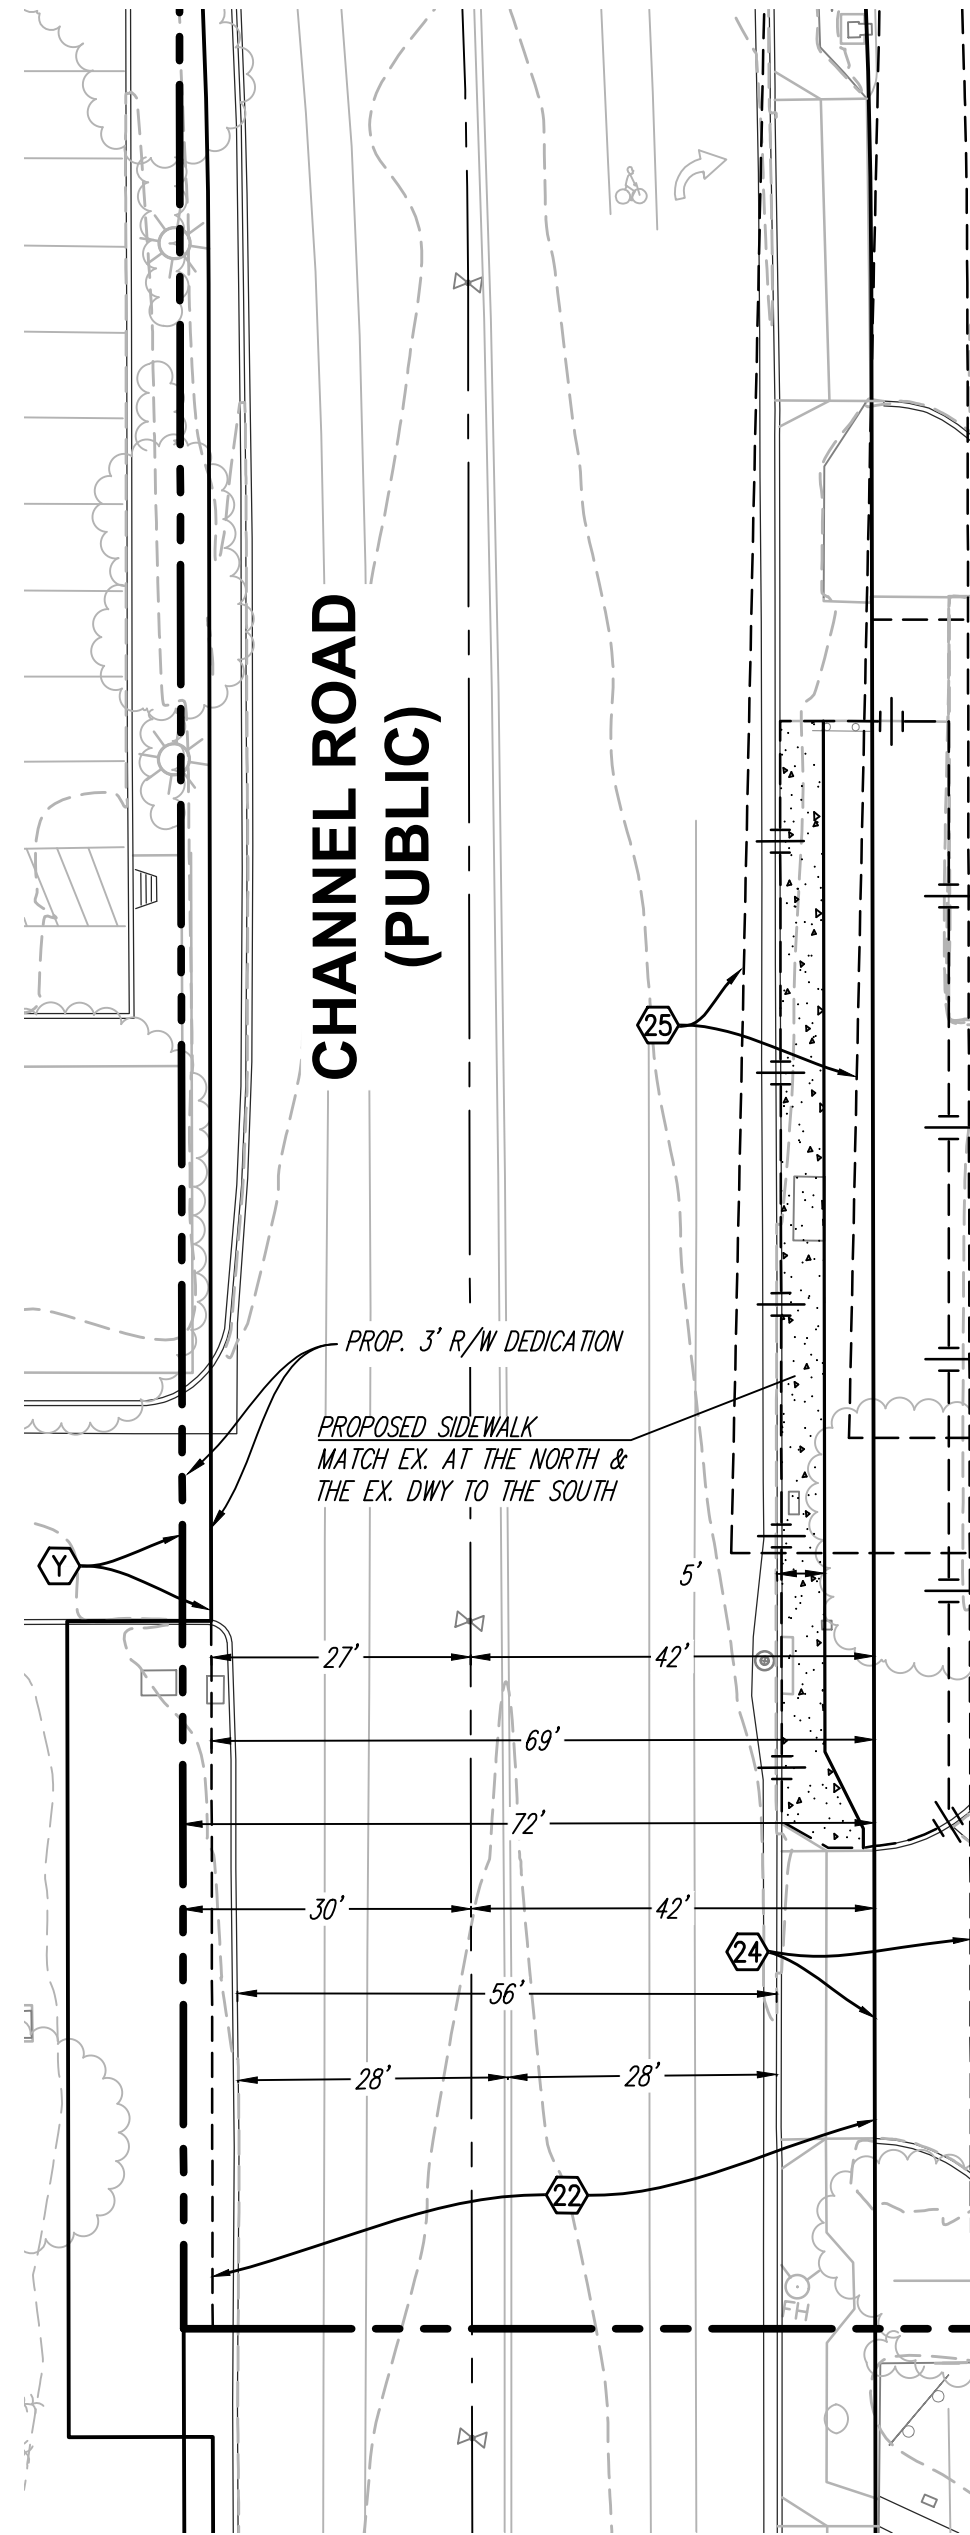 CHANNEL ROAD
(PUBLIC)
25
PROP. 3' R/W DEDICATION
PROPOSED SIDEWALK
MATCH EX. AT THE NORTH &
THE EX. DWY TO THE SOUTH
Y
5'
27'
42'
69'
72'
30'
42'
24
56'
28'
28'
22
FH